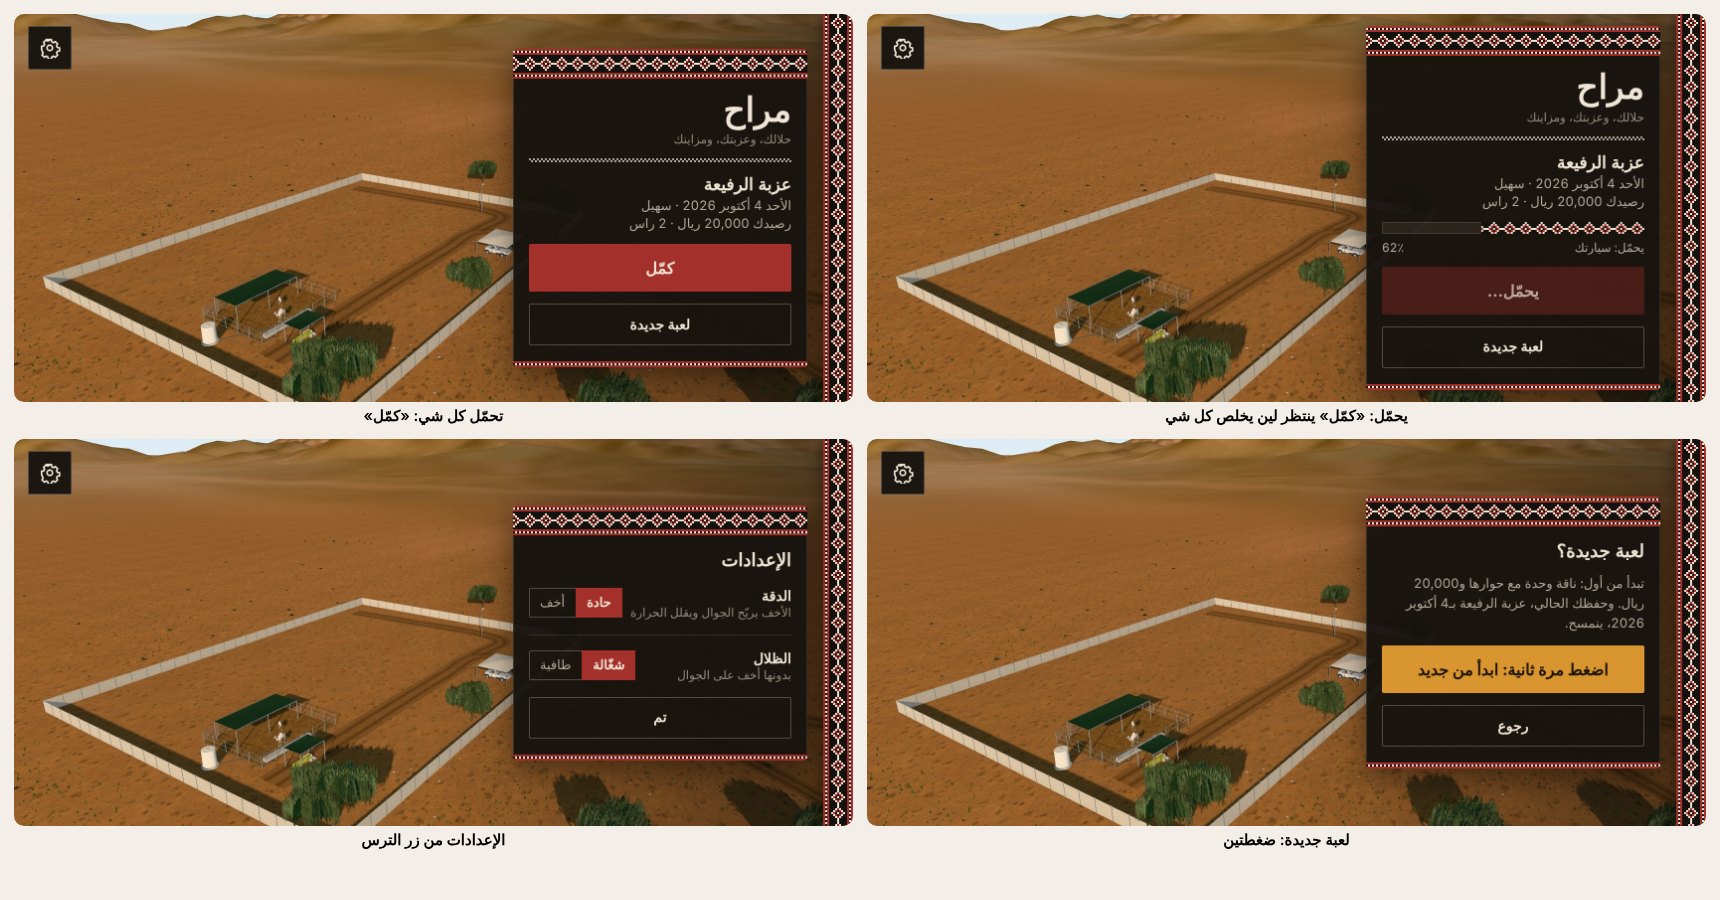 مراح
حلالك، وعزبتك، ومزاينك
عزبة الرفيعة
الأحد 4 أكتوبر 2026 · سهيل
رصيدك 20,000 ريال · 2 راس
يحمّل: سيارتك
62٪
يحمّل...
لعبة جديدة
يحمّل: «كمّل» ينتظر لين يخلص كل شي
مراح
حلالك، وعزبتك، ومزاينك
عزبة الرفيعة
الأحد 4 أكتوبر 2026 · سهيل
رصيدك 20,000 ريال · 2 راس
كمّل
لعبة جديدة
تحمّل كل شي: «كمّل»
لعبة جديدة؟
تبدأ من أول: ناقة وحدة مع حوارها و20,000
ريال. وحفظك الحالي، عزبة الرفيعة بـ4 أكتوبر
2026، ينمسح.
اضغط مرة ثانية: ابدأ من جديد
رجوع
لعبة جديدة: ضغطتين
الإعدادات
الدقة
حادة
أخف
الأخف يريّح الجوال ويقلل الحرارة
الظلال
شغّالة
طافية
بدونها أخف على الجوال
تم
الإعدادات من زر الترس